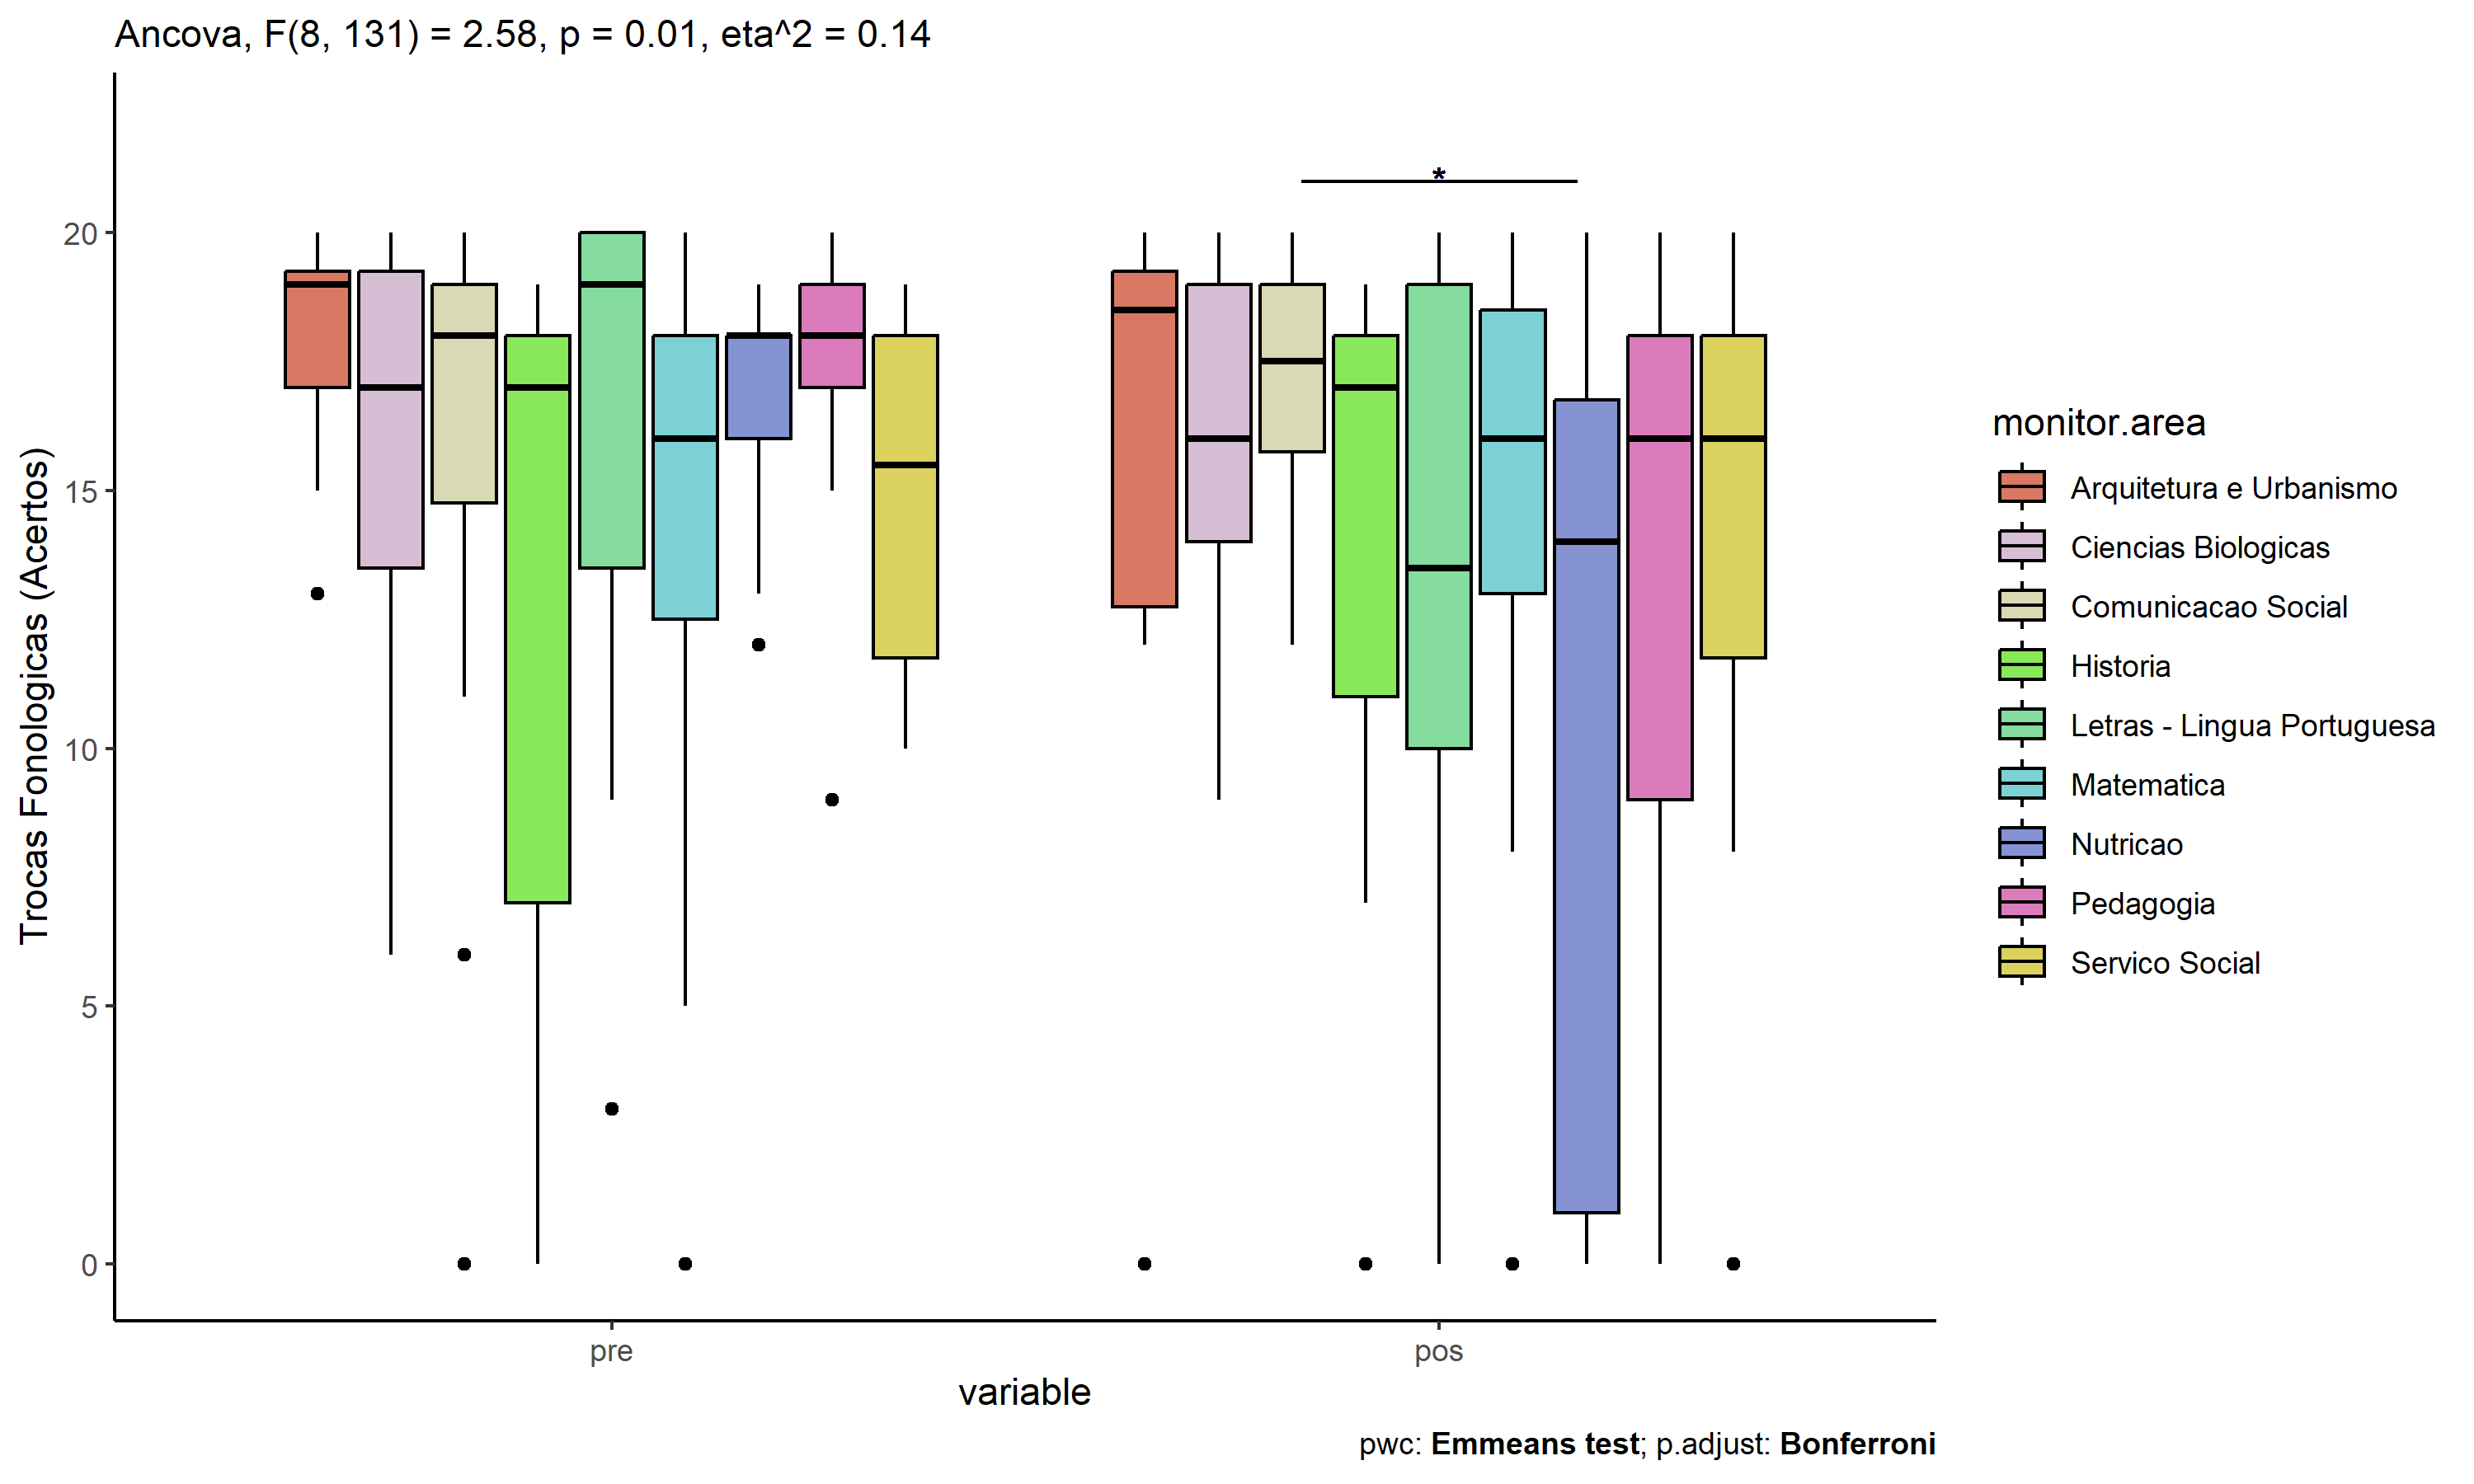 Ancova, F(8, 131) = 2.58, p = 0.01, eta^2 = 0.14
Trocas Fonologicas (Acertos)
20
15
10
5
0
*
pre
pos
variable
monitor.area
Arquitetura e Urbanismo
Ciencias Biologicas
Comunicacao Social
Historia
Letras - Lingua Portuguesa
Matematica
Nutricao
Pedagogia
Servico Social
pwc: Emmeans test; p.adjust: Bonferroni